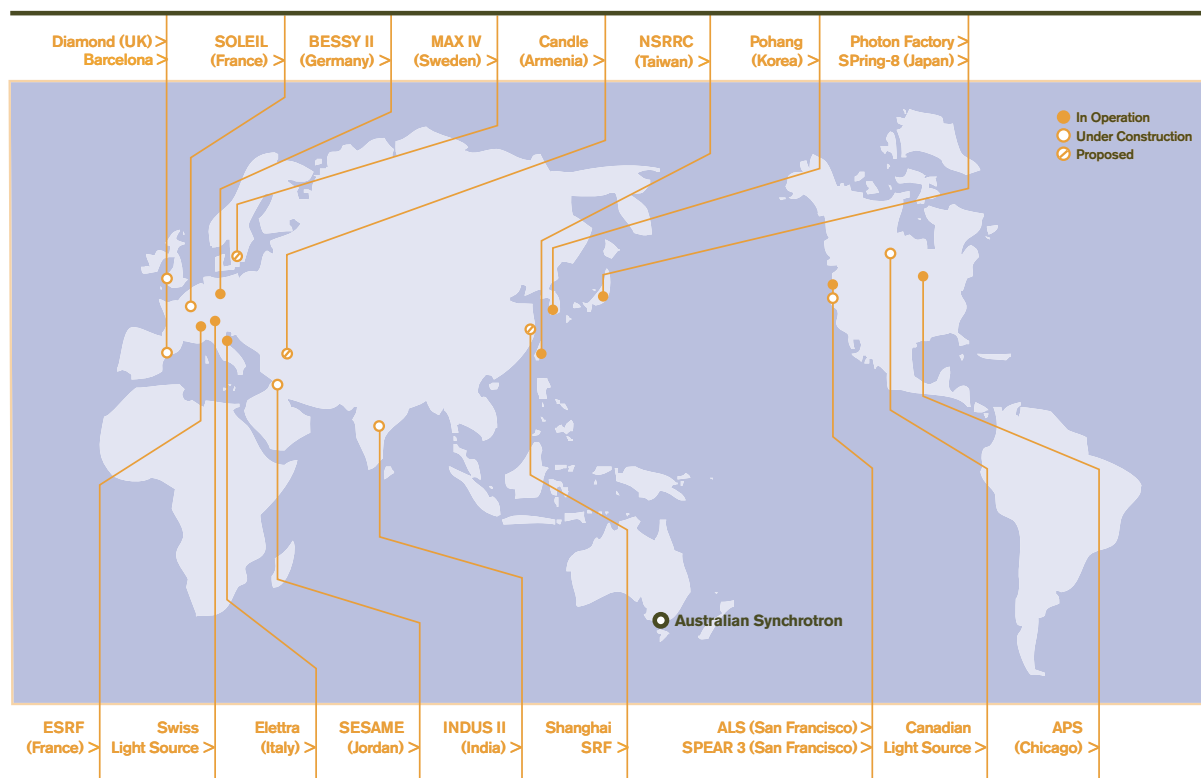 Diamond (UK) >
Barcelona >
SOLEIL
(France) >
BESSY II
(Germany) >
MAX IV
(Sweden) >
Candle
(Armenia) >
NSRRC
(Taiwan) >
Pohang
(Korea) >
Photon Factory >
SPring-8 (Japan) >
In Operation
Under Construction
Proposed
Australian Synchrotron
ESRF
(France) >
Swiss
Light Source >
Elettra
(Italy) >
SESAME
(Jordan) >
INDUS II
(India) >
Shanghai
SRF >
ALS (San Francisco) >
SPEAR 3 (San Francisco) >
Canadian
Light Source >
APS
(Chicago) >